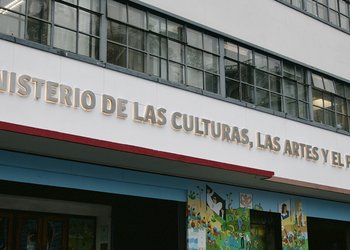 NISTERIO DE LAS CULTURAS, LAS ARTES Y EL P